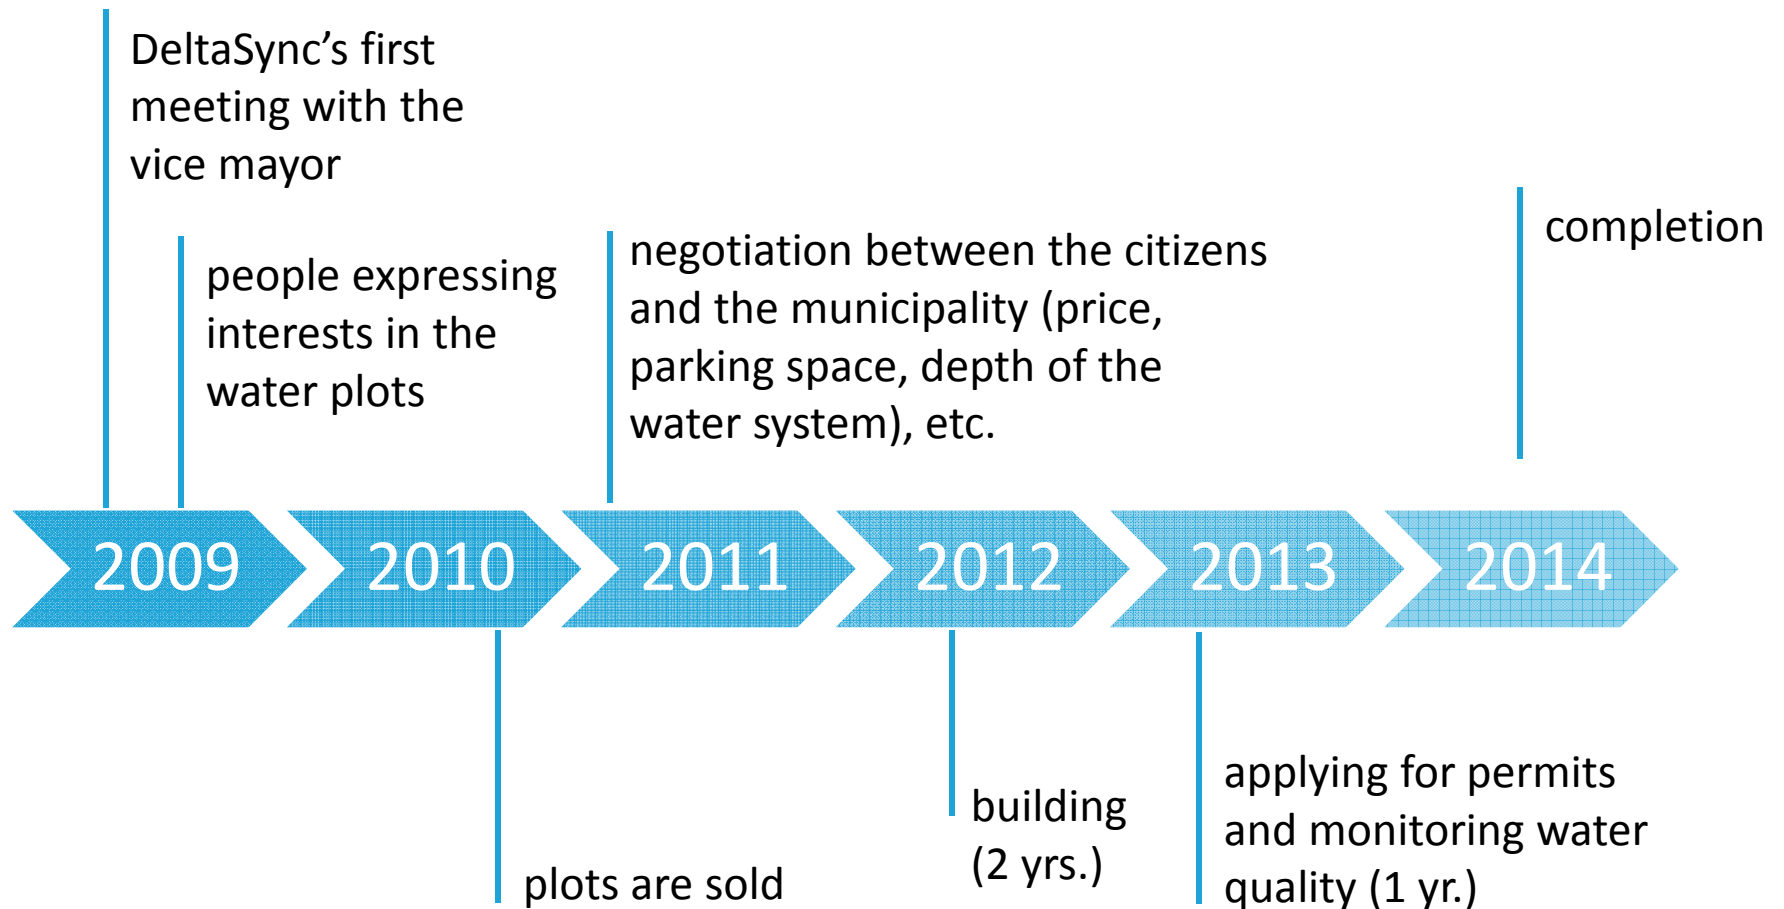 DeltaSync’s first
meeting with the
vice mayor
people expressing
interests in the
water plots
negotiation between the citizens
and the municipality (price,
parking space, depth of the
water system), etc.
completion
2009
2010
2011
2012
2013
2014
plots are sold
building
(2 yrs.)
applying for permits
and monitoring water
quality (1 yr.)